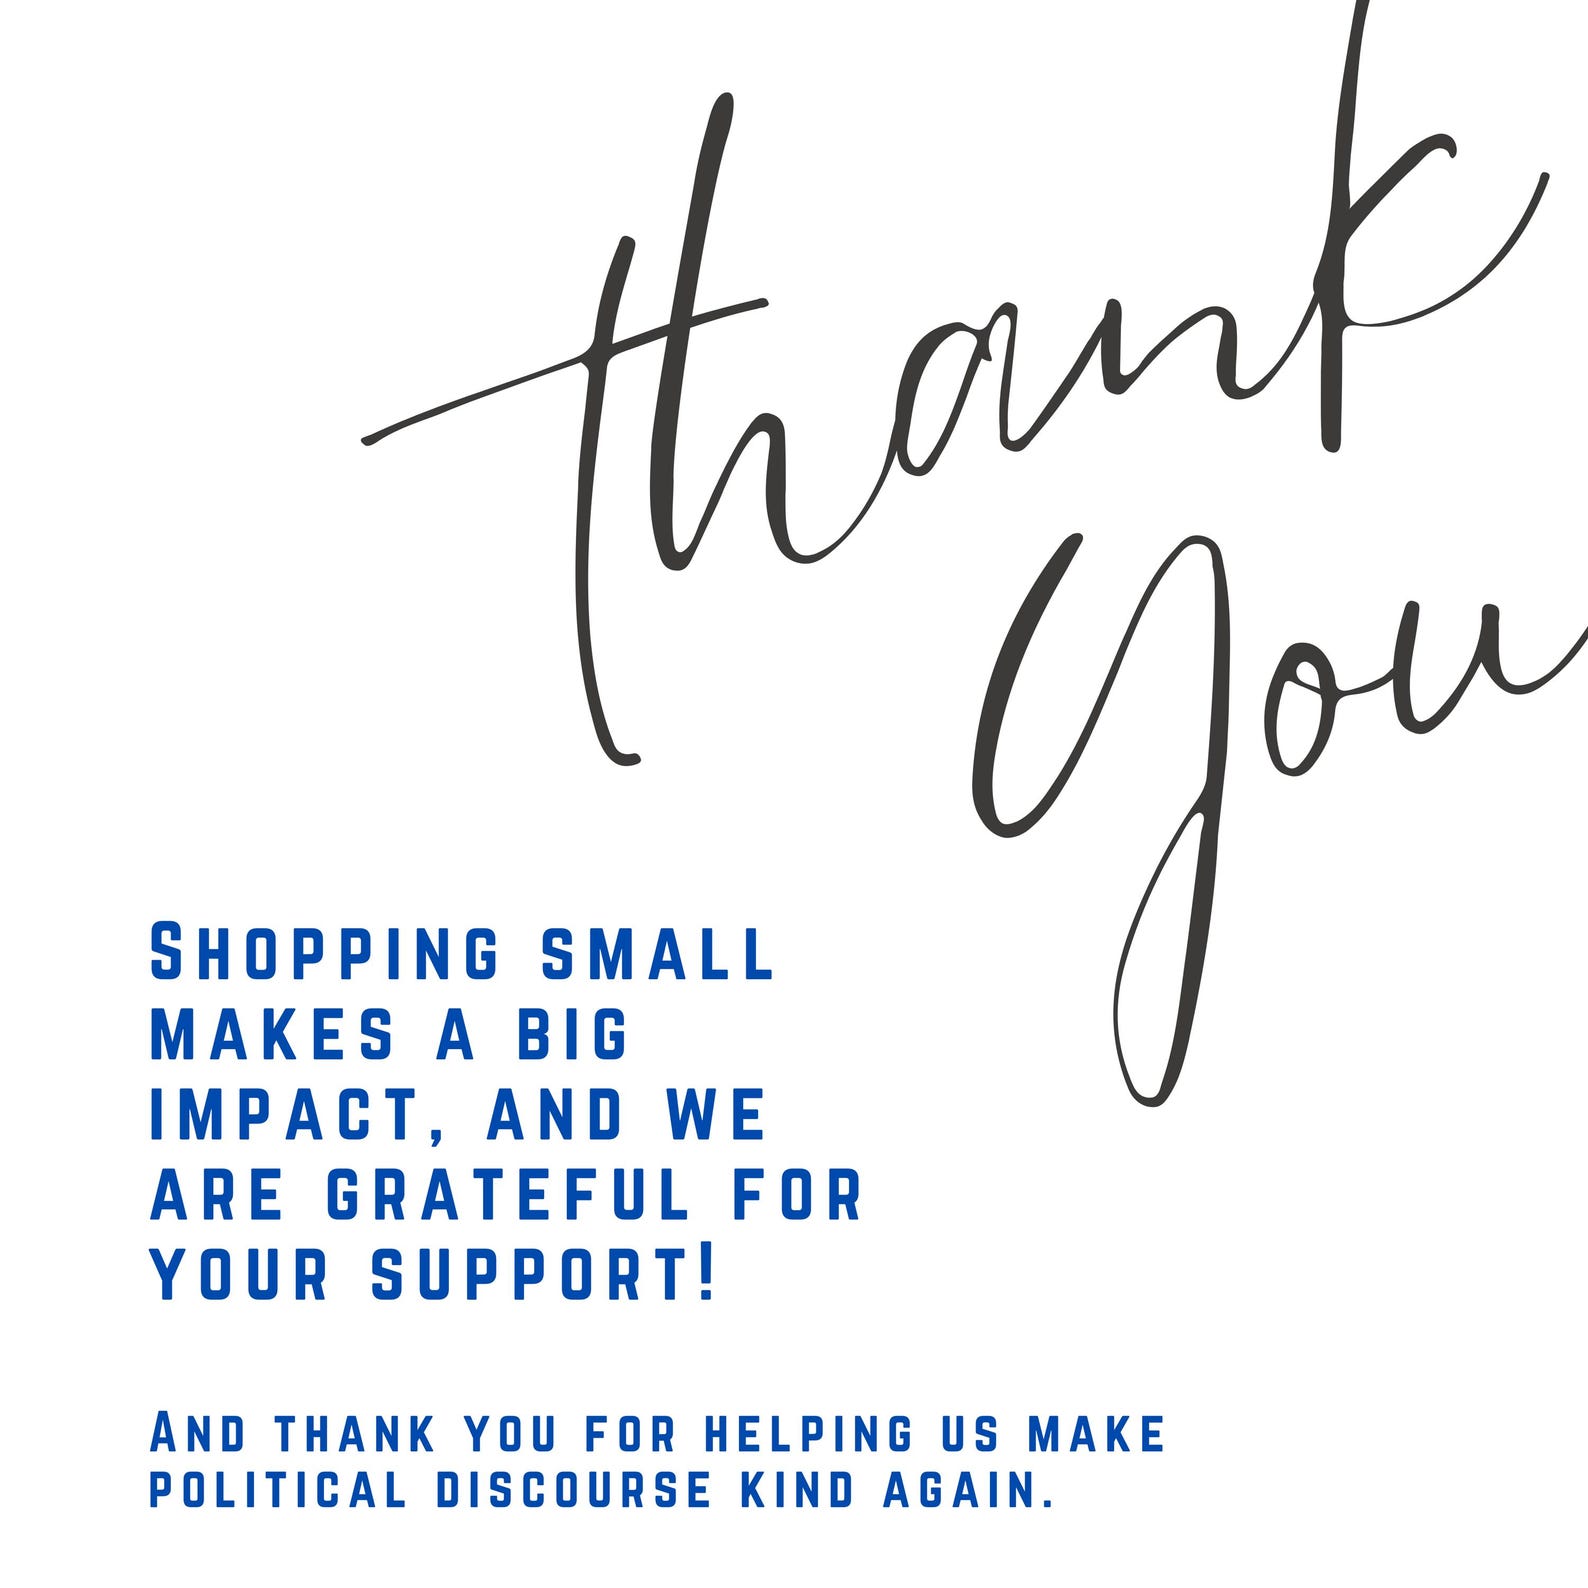 thank
you
Shopping small
makes a big
impact, and we
are grateful for
your support!
And thank you for helping us make
political discourse kind again.